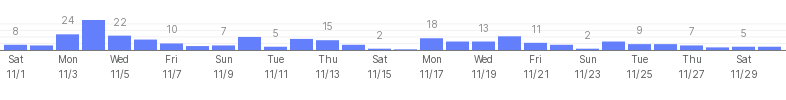 8 24 22 10 7 5 15 2 18 13 11 2 9 7 5
Sat Mon Wed Fri Sun Tue Thu Sat Mon Wed Fri Sun Tue Thu Sat
11/1 11/3 11/5 11/7 11/9 11/11 11/13 11/15 11/17 11/19 11/21 11/23 11/25 11/27 11/29